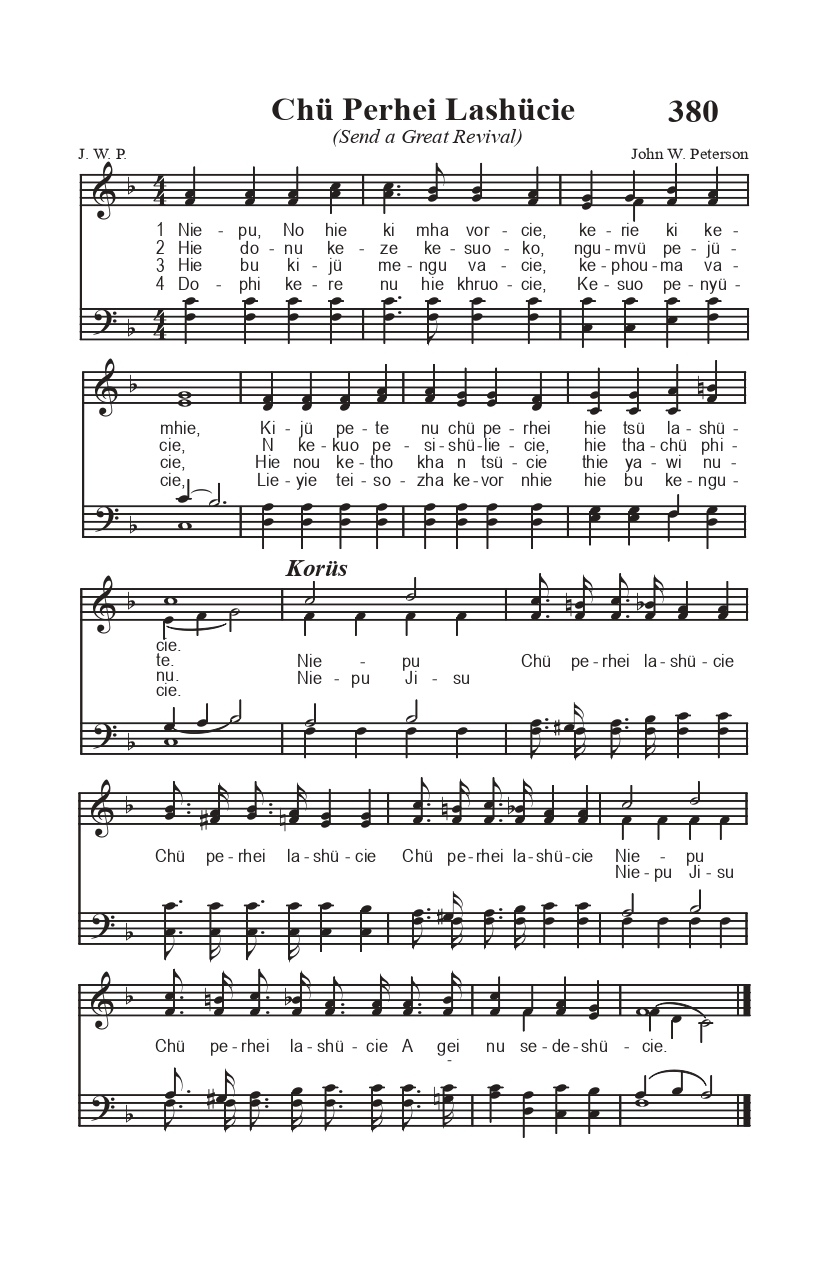 Chü Perhei Lashücie 380
(Send a Great Revival)
J. W. P. John W. Peterson
1 Nie - pu, No hie ki mha vor - cie, ke - rie ki ke -
2 Hie do - nu ke - ze ke - suo - ko, ngu - mvü pe - jü -
3 Hie bu ki - jü me - ngu va - cie, ke - phou - ma va -
4 Do - phi ke - re nu hie khruo - cie, Ke - suo pe - nyü -
mhie, Ki - jü pe - te nu chü pe - rhei hie tsü la - shü -
cie, N ke - kuo pe - si - shü - lie - cie, hie tha - chü phi -
cie, Hie nou ke - tho kha n tsü - cie thie ya - wi nu -
cie, Lie - yie tei - so - zha ke - vor nhie hie bu ke - ngu -
Korüs
cie.
te. Nie - pu Chü pe - rhei la - shü - cie
nu. Nie - pu Ji - su
cie.
Chü pe - rhei la - shü - cie Chü pe - rhei la - shü - cie Nie - pu
Nie - pu Ji - su
Chü pe - rhei la - shü - cie A gei nu se - de - shü - cie.
-